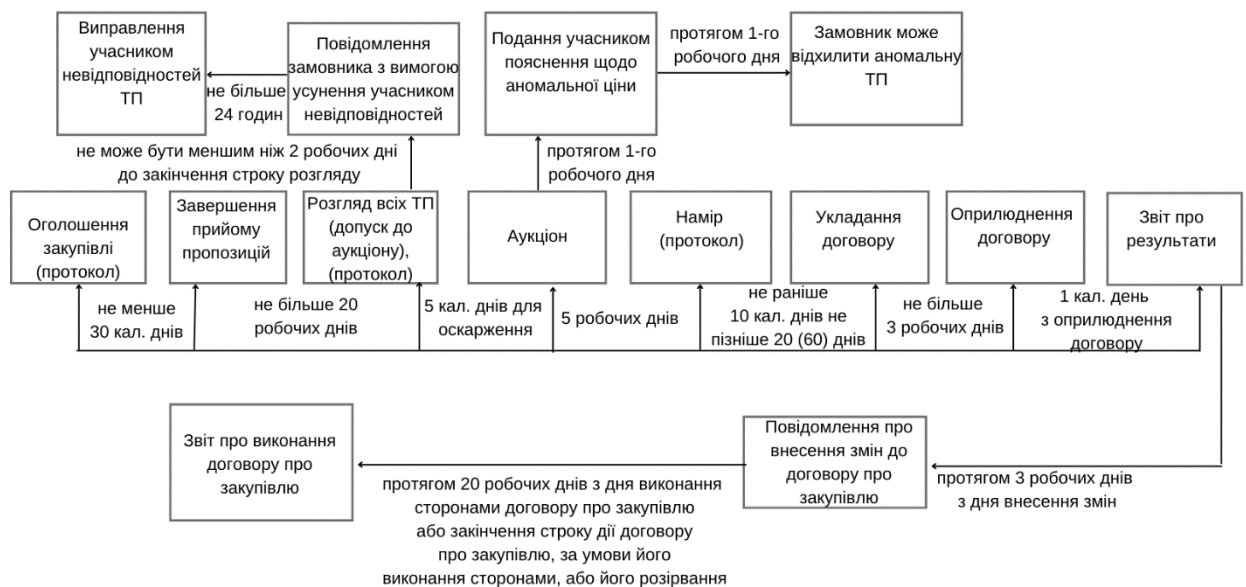 Виправлення
учасником
невідповідностей
ТП
не більше
24 годин
Повідомлення
замовника з вимогою
усунення учасником
невідповідностей
Подання учасником
пояснення щодо
аномальної ціни
протягом 1-го
робочого дня
Замовник може
відхилити аномальну
ТП
не може бути меншим ніж 2 робочих дні
до закінчення строку розгляду
протягом 1-го
робочого дня
Оголошення
закупівлі
(протокол)
Завершення
прийому
пропозицій
Розгляд всіх ТП
(допуск до
аукціону),
(протокол)
Аукціон
Намір
(протокол)
Укладання
договору
Оприлюднення
договору
Звіт про
результати
не менше
30 кал. днів
не більше 20
робочих днів
5 кал. днів для
оскарження
5 робочих днів
не раніше
10 кал. днів не
пізніше 20 (60) днів
не більше
3 робочих днів
1 кал. день
з оприлюднення
договору
Звіт про виконання
договору про
закупівлю
Повідомлення про
внесення змін до
договору про
закупівлю
протягом 3 робочих днів
з дня внесення змін
протягом 20 робочих днів з дня виконання
сторонами договору про закупівлю
або закінчення строку дії договору
про закупівлю, за умови його
виконання сторонами, або його розірвання